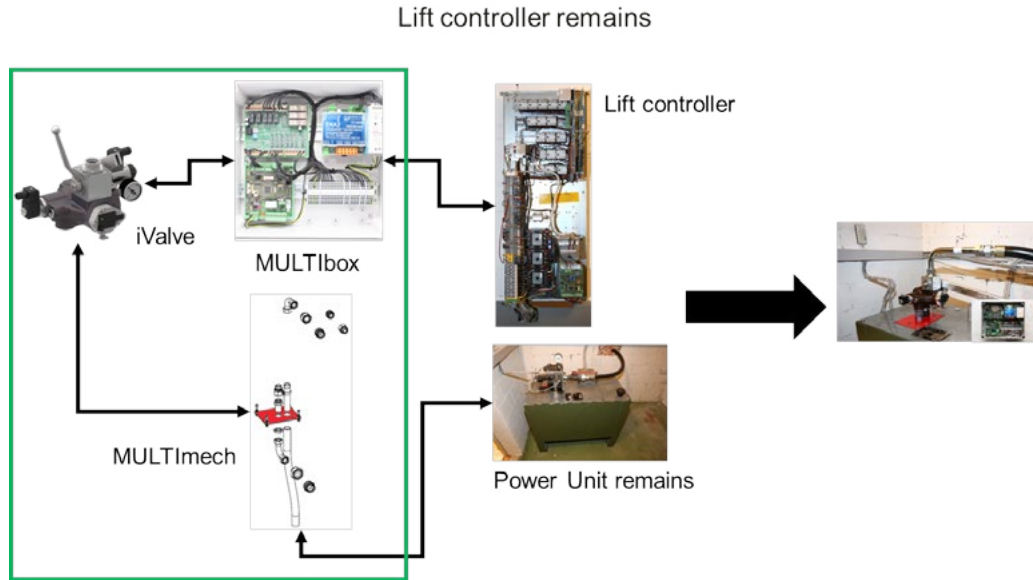 Lift controller remains
Lift controller
iValve
MULTIbox
MULTImech
Power Unit remains